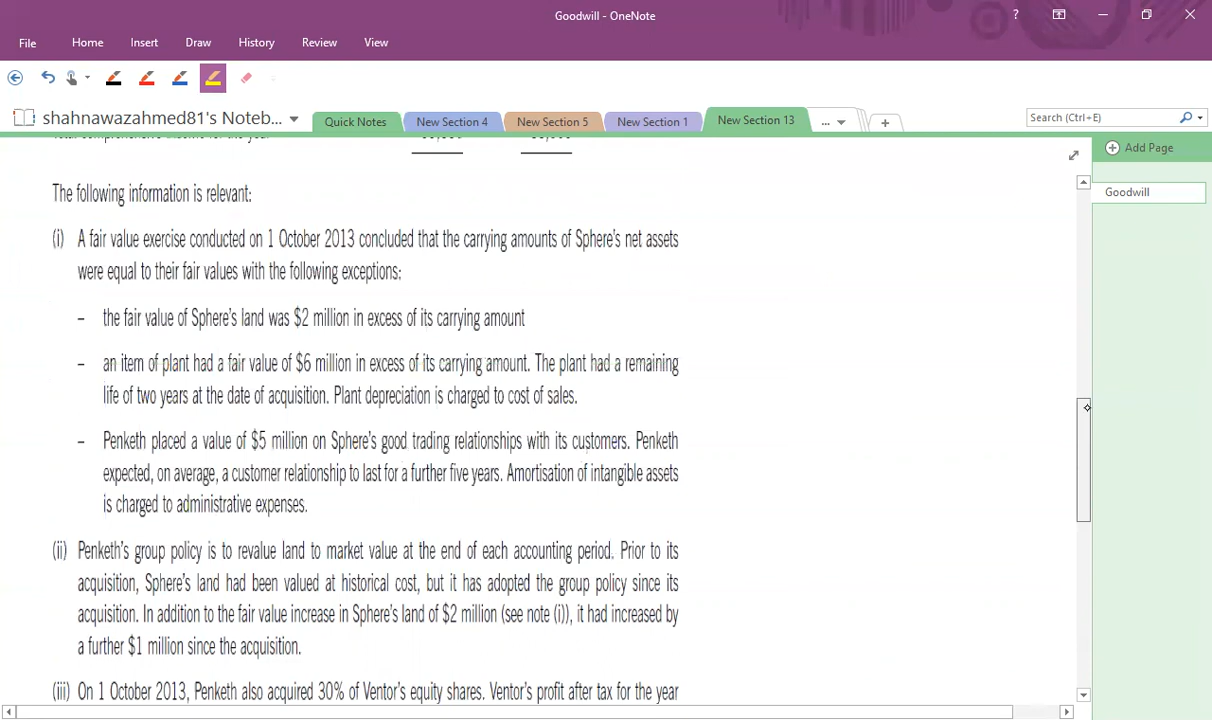 Goodwill - OneNote
?
File Home Insert Draw History Review View
shahnawazahmed81's Noteb... Quick Notes New Section 4 New Section 5 New Section 1 New Section 13 ... + Search (Ctrl+E)
Add Page
Goodwill
Total comprehensive income for the year
The following information is relevant:
(i) A fair value exercise conducted on 1 October 2013 concluded that the carrying amounts of Sphere's net assets
were equal to their fair values with the following exceptions:
– the fair value of Sphere's land was $2 million in excess of its carrying amount
– an item of plant had a fair value of $6 million in excess of its carrying amount. The plant had a remaining
life of two years at the date of acquisition. Plant depreciation is charged to cost of sales.
– Penketh placed a value of $5 million on Sphere's good trading relationships with its customers. Penketh
expected, on average, a customer relationship to last for a further five years. Amortisation of intangible assets
is charged to administrative expenses.
(ii) Penketh's group policy is to revalue land to market value at the end of each accounting period. Prior to its
acquisition, Sphere's land had been valued at historical cost, but it has adopted the group policy since its
acquisition. In addition to the fair value increase in Sphere's land of $2 million (see note (i)), it had increased by
a further $1 million since the acquisition.
(iii) On 1 October 2013, Penketh also acquired 30% of Ventor's equity shares. Ventor's profit after tax for the year